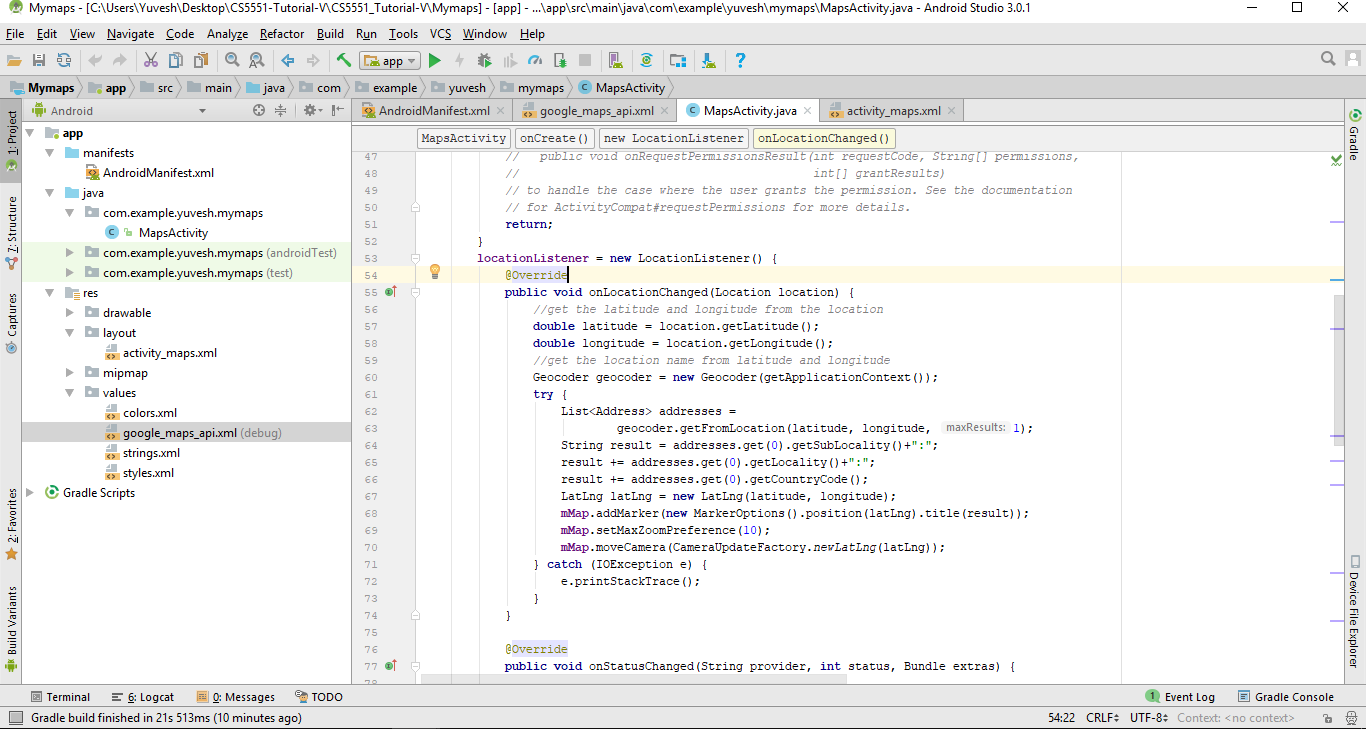 Mymaps - [C:\Users\Yuvesh\Desktop\CS5551-Tutorial-V\CS5551_Tutorial-V\Mymaps] - [app] - ...\app\src\main\java\com\example\yuvesh\mymaps\MapsActivity.java - Android Studio 3.0.1
File Edit View Navigate Code Analyze Refactor Build Run Tools VCS Window Help
app
Mymaps app src main java com example yuvesh mymaps MapsActivity
Android
AndroidManifest.xml google_maps_api.xml MapsActivity.java activity_maps.xml
MapsActivity onCreate() new LocationListener onLocationChanged()
1: Project
7: Structure
Captures
2: Favorites
Build Variants
app
manifests
AndroidManifest.xml
java
com.example.yuvesh.mymaps
MapsActivity
com.example.yuvesh.mymaps (androidTest)
com.example.yuvesh.mymaps (test)
res
drawable
layout
activity_maps.xml
mipmap
values
colors.xml
google_maps_api.xml (debug)
strings.xml
styles.xml
Gradle Scripts
47 // public void onRequestPermissionsResult(int requestCode, String[] permissions,
48 // int[] grantResults)
49 // to handle the case where the user grants the permission. See the documentation
50 // for ActivityCompat#requestPermissions for more details.
51 return;
52 }
53 locationListener = new LocationListener() {
54 @Override
55 public void onLocationChanged(Location location) {
56 //get the latitude and longitude from the location
57 double latitude = location.getLatitude();
58 double longitude = location.getLongitude();
59 //get the location name from latitude and longitude
60 Geocoder geocoder = new Geocoder(getApplicationContext());
61 try {
62 List<Address> addresses =
63 geocoder.getFromLocation(latitude, longitude, maxResults: 1);
64 String result = addresses.get(0).getSubLocality()+":";
65 result += addresses.get(0).getLocality()+":";
66 result += addresses.get(0).getCountryCode();
67 LatLng latLng = new LatLng(latitude, longitude);
68 mMap.addMarker(new MarkerOptions().position(latLng).title(result));
69 mMap.setMaxZoomPreference(10);
70 mMap.moveCamera(CameraUpdateFactory.newLatLng(latLng));
71 } catch (IOException e) {
72 e.printStackTrace();
73 }
74 }
75
76 @Override
77 public void onStatusChanged(String provider, int status, Bundle extras) {
78
Gradle
Device File Explorer
Terminal 6: Logcat 0: Messages TODO 1 Event Log Gradle Console
Gradle build finished in 21s 513ms (10 minutes ago) 54:22 CRLF UTF-8 Context: <no context>